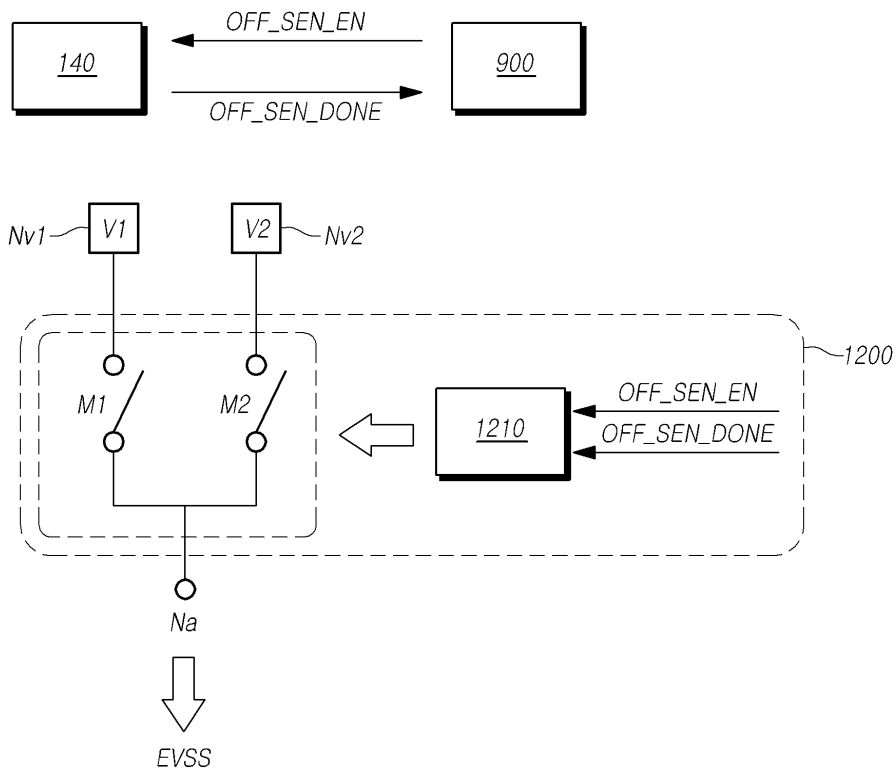 OFF_SEN_EN
140
900
OFF_SEN_DONE
Nv1
V1
V2
Nv2
1200
M1
M2
OFF_SEN_EN
1210
OFF_SEN_DONE
Na
EVSS